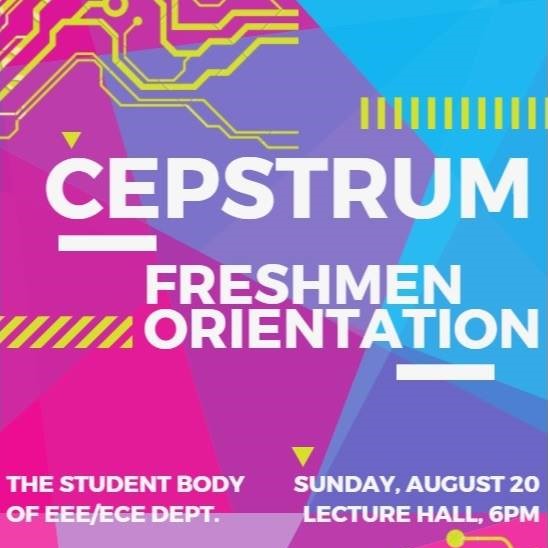 CEPSTRUM
FRESHMEN
ORIENTATION
THE STUDENT BODY
OF EEE/ECE DEPT.
SUNDAY, AUGUST 20
LECTURE HALL, 6PM